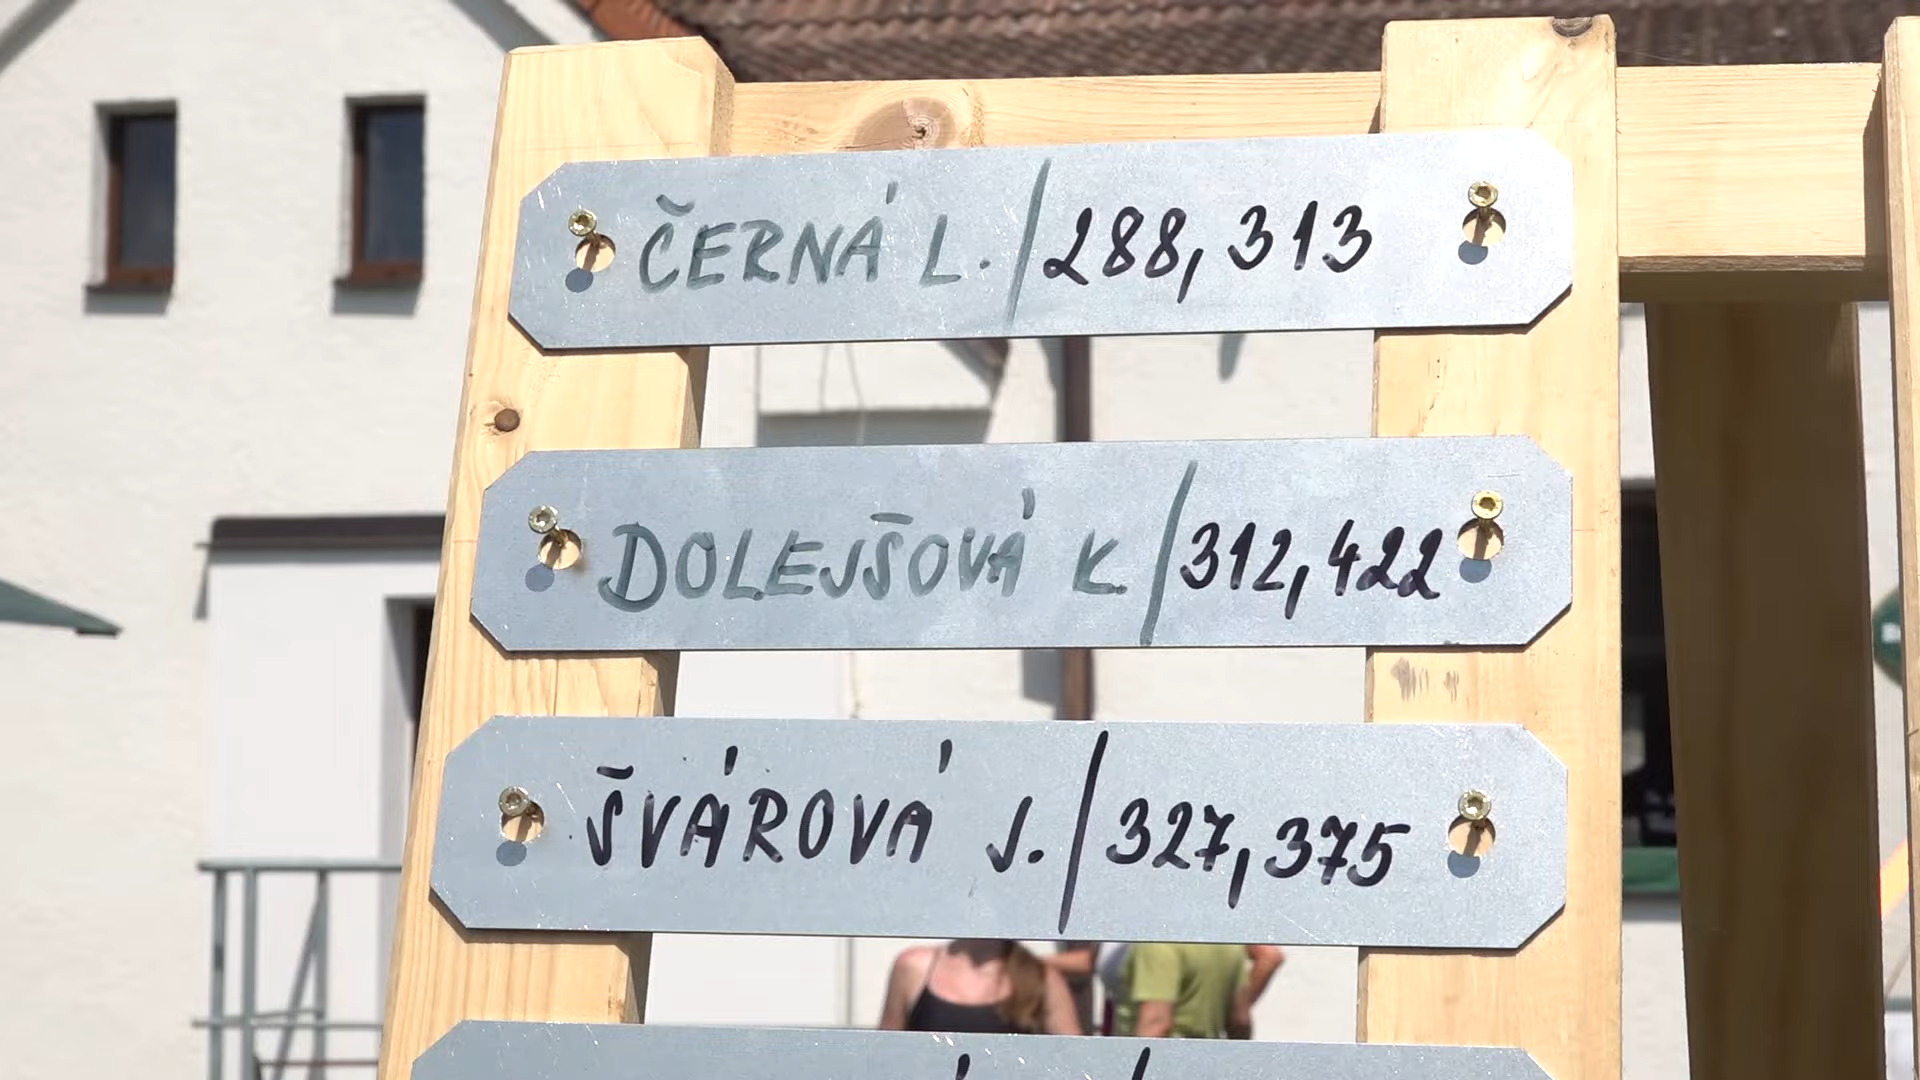 ČERNÁ L. / 288,313
DOLEJŠOVÁ K. / 312,422
ŠVÁROVÁ J. / 327,375